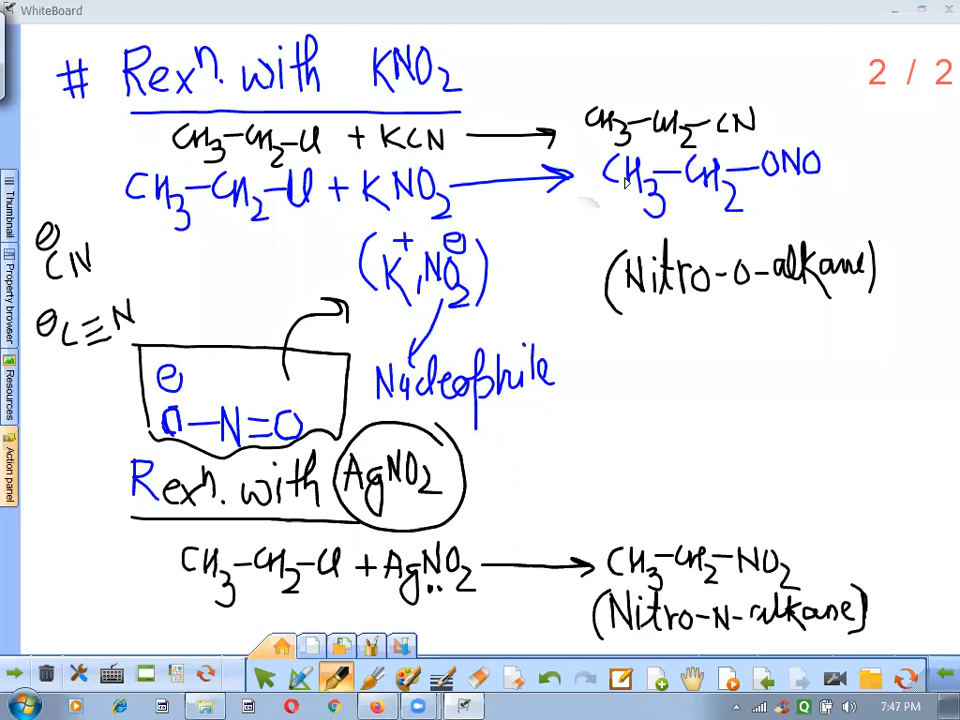 WhiteBoard
2 / 2
# Rexⁿ. with KNO2
CH3-CH2-Cl + KCN → CH3-CH2-CN
CH3-CH2-Cl + KNO2 → CH3-CH2-ONO
(K+, NO2⊖)
(Nitro-O-alkane)
⊖CN
⊖C≡N
Nucleophile
⊖O-N=O
Rexⁿ. with AgNO2
CH3-CH2-Cl + AgNO2 → CH3-CH2-NO2
(Nitro-N-alkane)
Thumbnail
Property browser
Resources
Action panel
7:47 PM